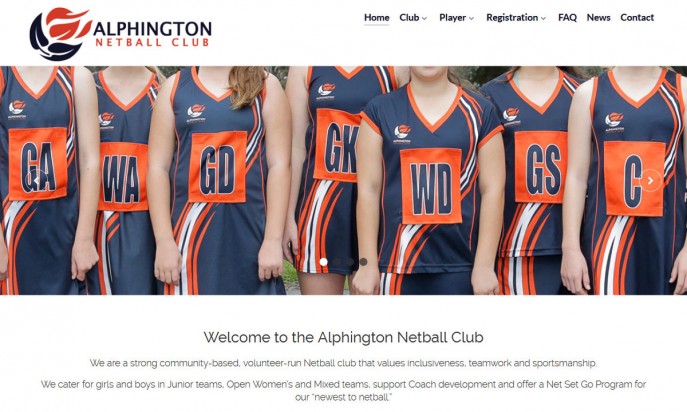 ALPHINGTON
NETBALL CLUB
Home Club Player Registration FAQ News Contact
GA WA GD GK WD GS C
Welcome to the Alphington Netball Club
We are a strong community-based, volunteer-run Netball club that values inclusiveness, teamwork and sportsmanship.
We cater for girls and boys in Junior teams, Open Women's and Mixed teams, support Coach development and offer a Net Set Go Program for
our "newest to netball."